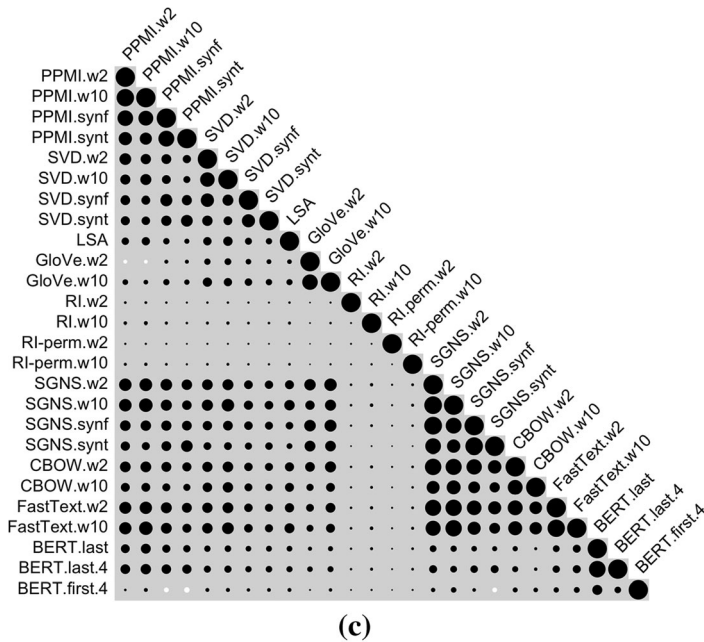 PPMI.w2
PPMI.w10
PPMI.synf
PPMI.synt
SVD.w2
SVD.w10
SVD.synf
SVD.synt
LSA
GloVe.w2
GloVe.w10
RI.w2
RI.w10
RI.perm.w2
RI-perm.w10
SGNS.w2
SGNS.w10
SGNS.synf
SGNS.synt
CBOW.w2
CBOW.w10
FastText.w2
FastText.w10
BERT.last
BERT.last.4
BERT.first.4
PPMI.w2
PPMI.w10
PPMI.synf
PPMI.synt
SVD.w2
SVD.w10
SVD.synf
SVD.synt
LSA
GloVe.w2
GloVe.w10
RI.w2
RI.w10
RI-perm.w2
RI-perm.w10
SGNS.w2
SGNS.w10
SGNS.synf
SGNS.synt
CBOW.w2
CBOW.w10
FastText.w2
FastText.w10
BERT.last
BERT.last.4
BERT.first.4
(c)